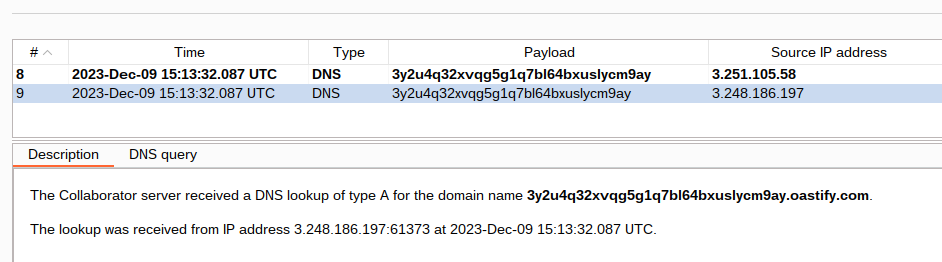 # Time Type Payload Source IP address
8 2023-Dec-09 15:13:32.087 UTC DNS 3y2u4q32xvqg5g1q7bl64bxuslycm9ay 3.251.105.58
9 2023-Dec-09 15:13:32.087 UTC DNS 3y2u4q32xvqg5g1q7bl64bxuslycm9ay 3.248.186.197
Description DNS query
The Collaborator server received a DNS lookup of type A for the domain name 3y2u4q32xvqg5g1q7bl64bxuslycm9ay.oastify.com.
The lookup was received from IP address 3.248.186.197:61373 at 2023-Dec-09 15:13:32.087 UTC.